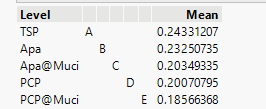 Level Mean
TSP A 0.24331207
Apa B 0.23250735
Apa@Muci C 0.20349335
PCP D 0.20070795
PCP@Muci E 0.18566368